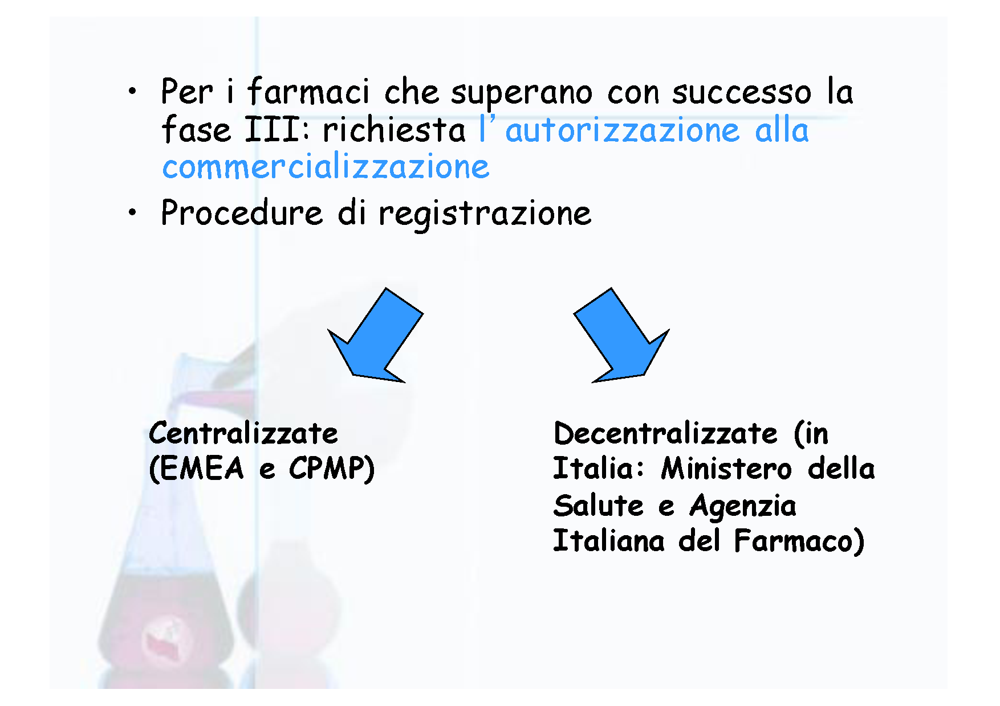 • Per i farmaci che superano con successo la
fase III: richiesta l’autorizzazione alla
commercializzazione
• Procedure di registrazione
Centralizzate
(EMEA e CPMP)
Decentralizzate (in
Italia: Ministero della
Salute e Agenzia
Italiana del Farmaco)